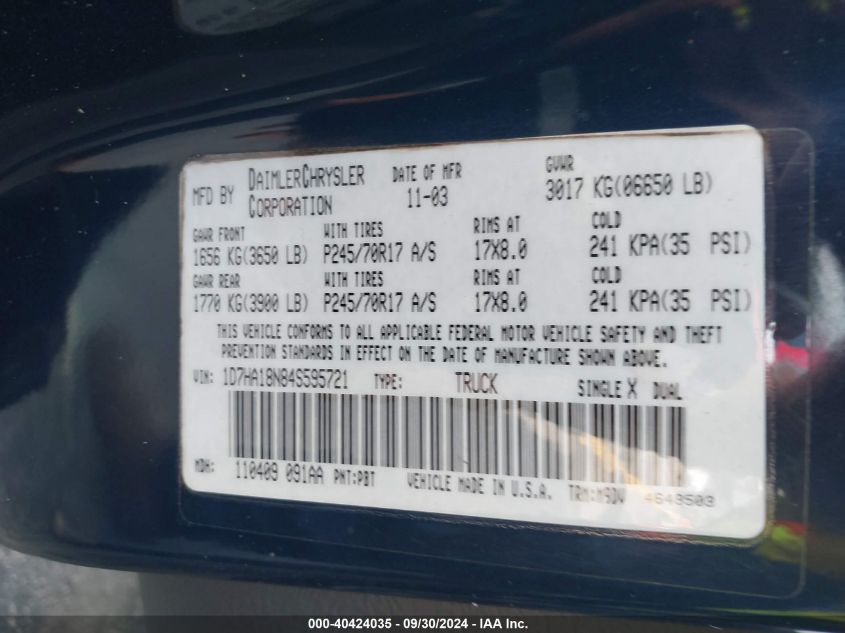 MFD BY DAIMLERCHRYSLER CORPORATION DATE OF MFR 11-03 GVWR 3017 KG(06650 LB)
GAWR FRONT WITH TIRES RIMS AT COLD
1656 KG(3650 LB) P245/70R17 A/S 17X8.0 241 KPA(35 PSI)
GAWR REAR WITH TIRES RIMS AT COLD
1770 KG(3900 LB) P245/70R17 A/S 17X8.0 241 KPA(35 PSI)
THIS VEHICLE CONFORMS TO ALL APPLICABLE FEDERAL MOTOR VEHICLE SAFETY AND THEFT
PREVENTION STANDARDS IN EFFECT ON THE DATE OF MANUFACTURE SHOWN ABOVE.
VIN: 1D7HA18N84S595721 TYPE: TRUCK SINGLE X DUAL
MDH: 110409 091AA PNT:PBT VEHICLE MADE IN U.S.A. TRM:M9DV 4648503
000-40424035 - 09/30/2024 - IAA Inc.